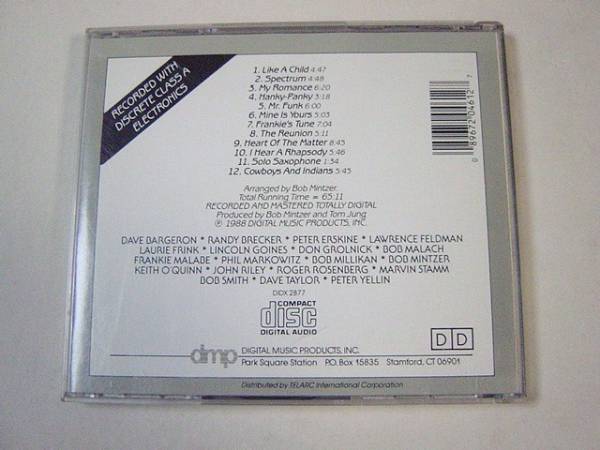 RECORDED WITH
DISCRETE CLASS A
ELECTRONICS
1. Like A Child 4:47
2. Spectrum 4:48
3. My Romance 6:20
4. Hanky-Panky 3:18
5. Mr. Funk 6:00
6. Mine Is Yours 5:03
7. Frankie's Tune 7:04
8. The Reunion 5:11
9. Heart Of The Matter 8:45
10. I Hear A Rhapsody 5:46
11. Solo Saxophone 1:34
12. Cowboys And Indians 5:45
Arranged by Bob Mintzer.
Total Running Time = 65:11
RECORDED AND MASTERED TOTALLY DIGITAL
Produced by Bob Mintzer and Tom Jung
℗ 1988 DIGITAL MUSIC PRODUCTS, INC.
0 89672 04612 7
DAVE BARGERON * RANDY BRECKER * PETER ERSKINE * LAWRENCE FELDMAN
LAURIE FRINK * LINCOLN GOINES * DON GROLNICK * BOB MALACH
FRANKIE MALABE * PHIL MARKOWITZ * BOB MILLIKAN * BOB MINTZER
KEITH O'QUINN * JOHN RILEY * ROGER ROSENBERG * MARVIN STAMM
BOB SMITH * DAVE TAYLOR * PETER YELLIN
DIDX 2877
COMPACT
disc
DIGITAL AUDIO
D D
dmp DIGITAL MUSIC PRODUCTS, INC.
Park Square Station P.O. Box 15835 Stamford, CT 06901
Distributed by TELARC International Corporation